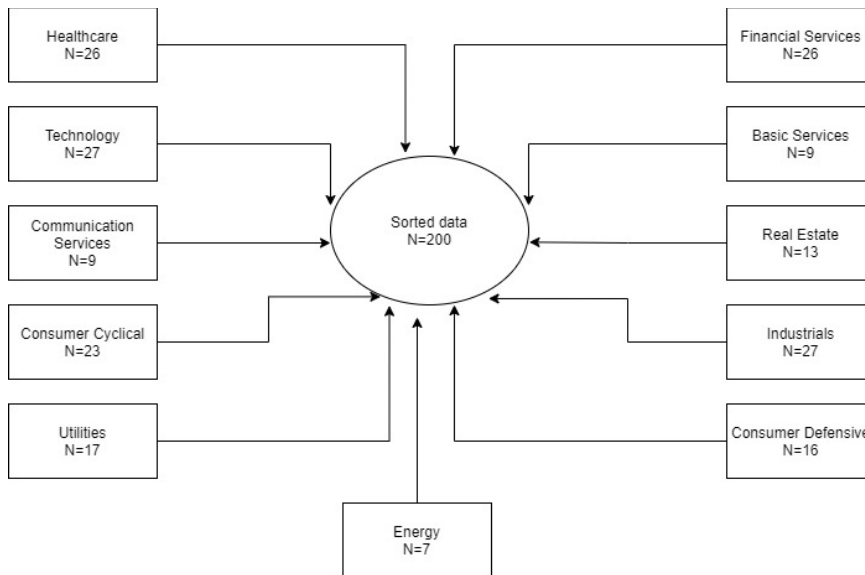 Healthcare
N=26
Financial Services
N=26
Technology
N=27
Basic Services
N=9
Sorted data
N=200
Communication
Services
N=9
Real Estate
N=13
Consumer Cyclical
N=23
Industrials
N=27
Utilities
N=17
Consumer Defensive
N=16
Energy
N=7